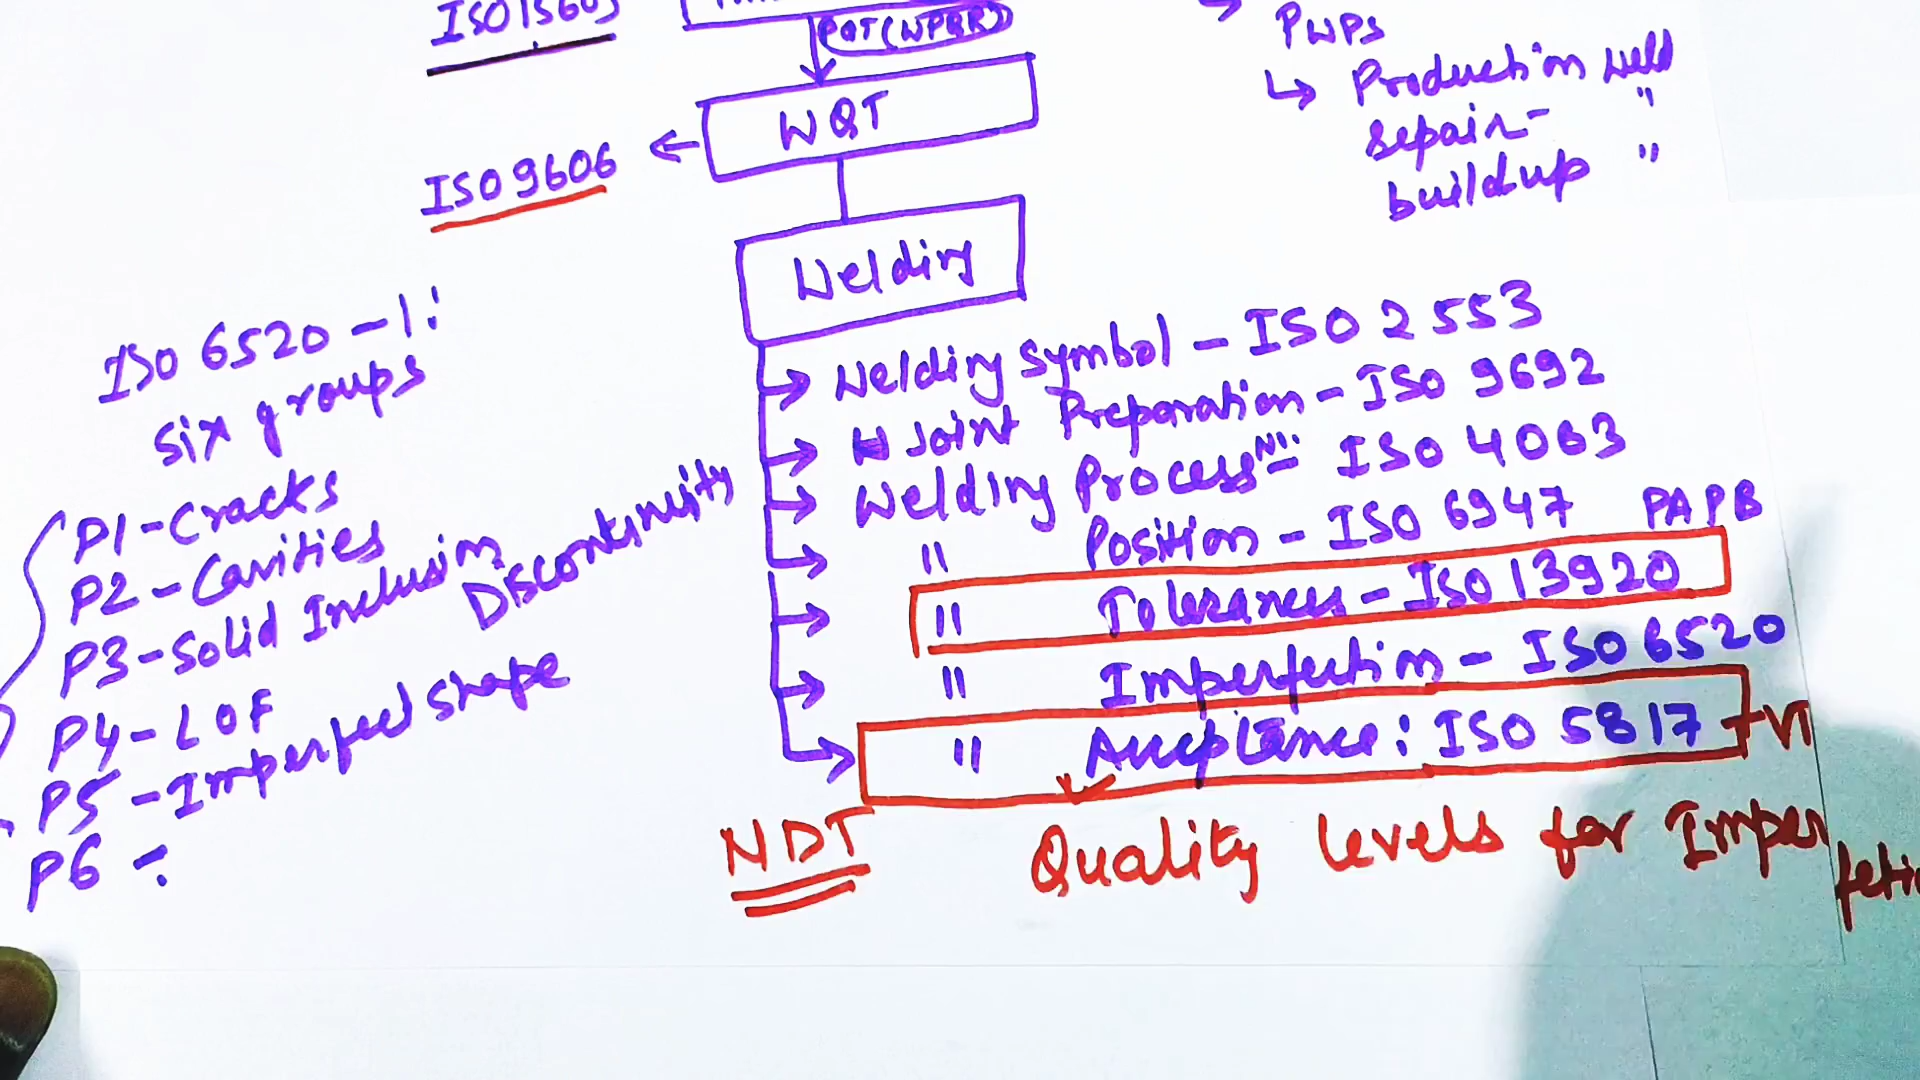 PQT (WPQR)
PWPS
↳ Production weld
repair- "
buildup "
WQT
ISO 9606
Welding
ISO 6520 -1:
six groups
P1-Cracks
P2-Cavities
P3-Solid Inclusion
P4-LOF
P5-Imperfect shape
P6 -:
Discontinuity
Welding Symbol - ISO 2553
Joint Preparation - ISO 9692
Welding Process No:- ISO 4063
" Position - ISO 6947 PA PB
" Tolerances - ISO 13920
" Imperfection - ISO 6520
" Acceptance: ISO 5817 - VT
NDT
Quality levels for Imperfectio